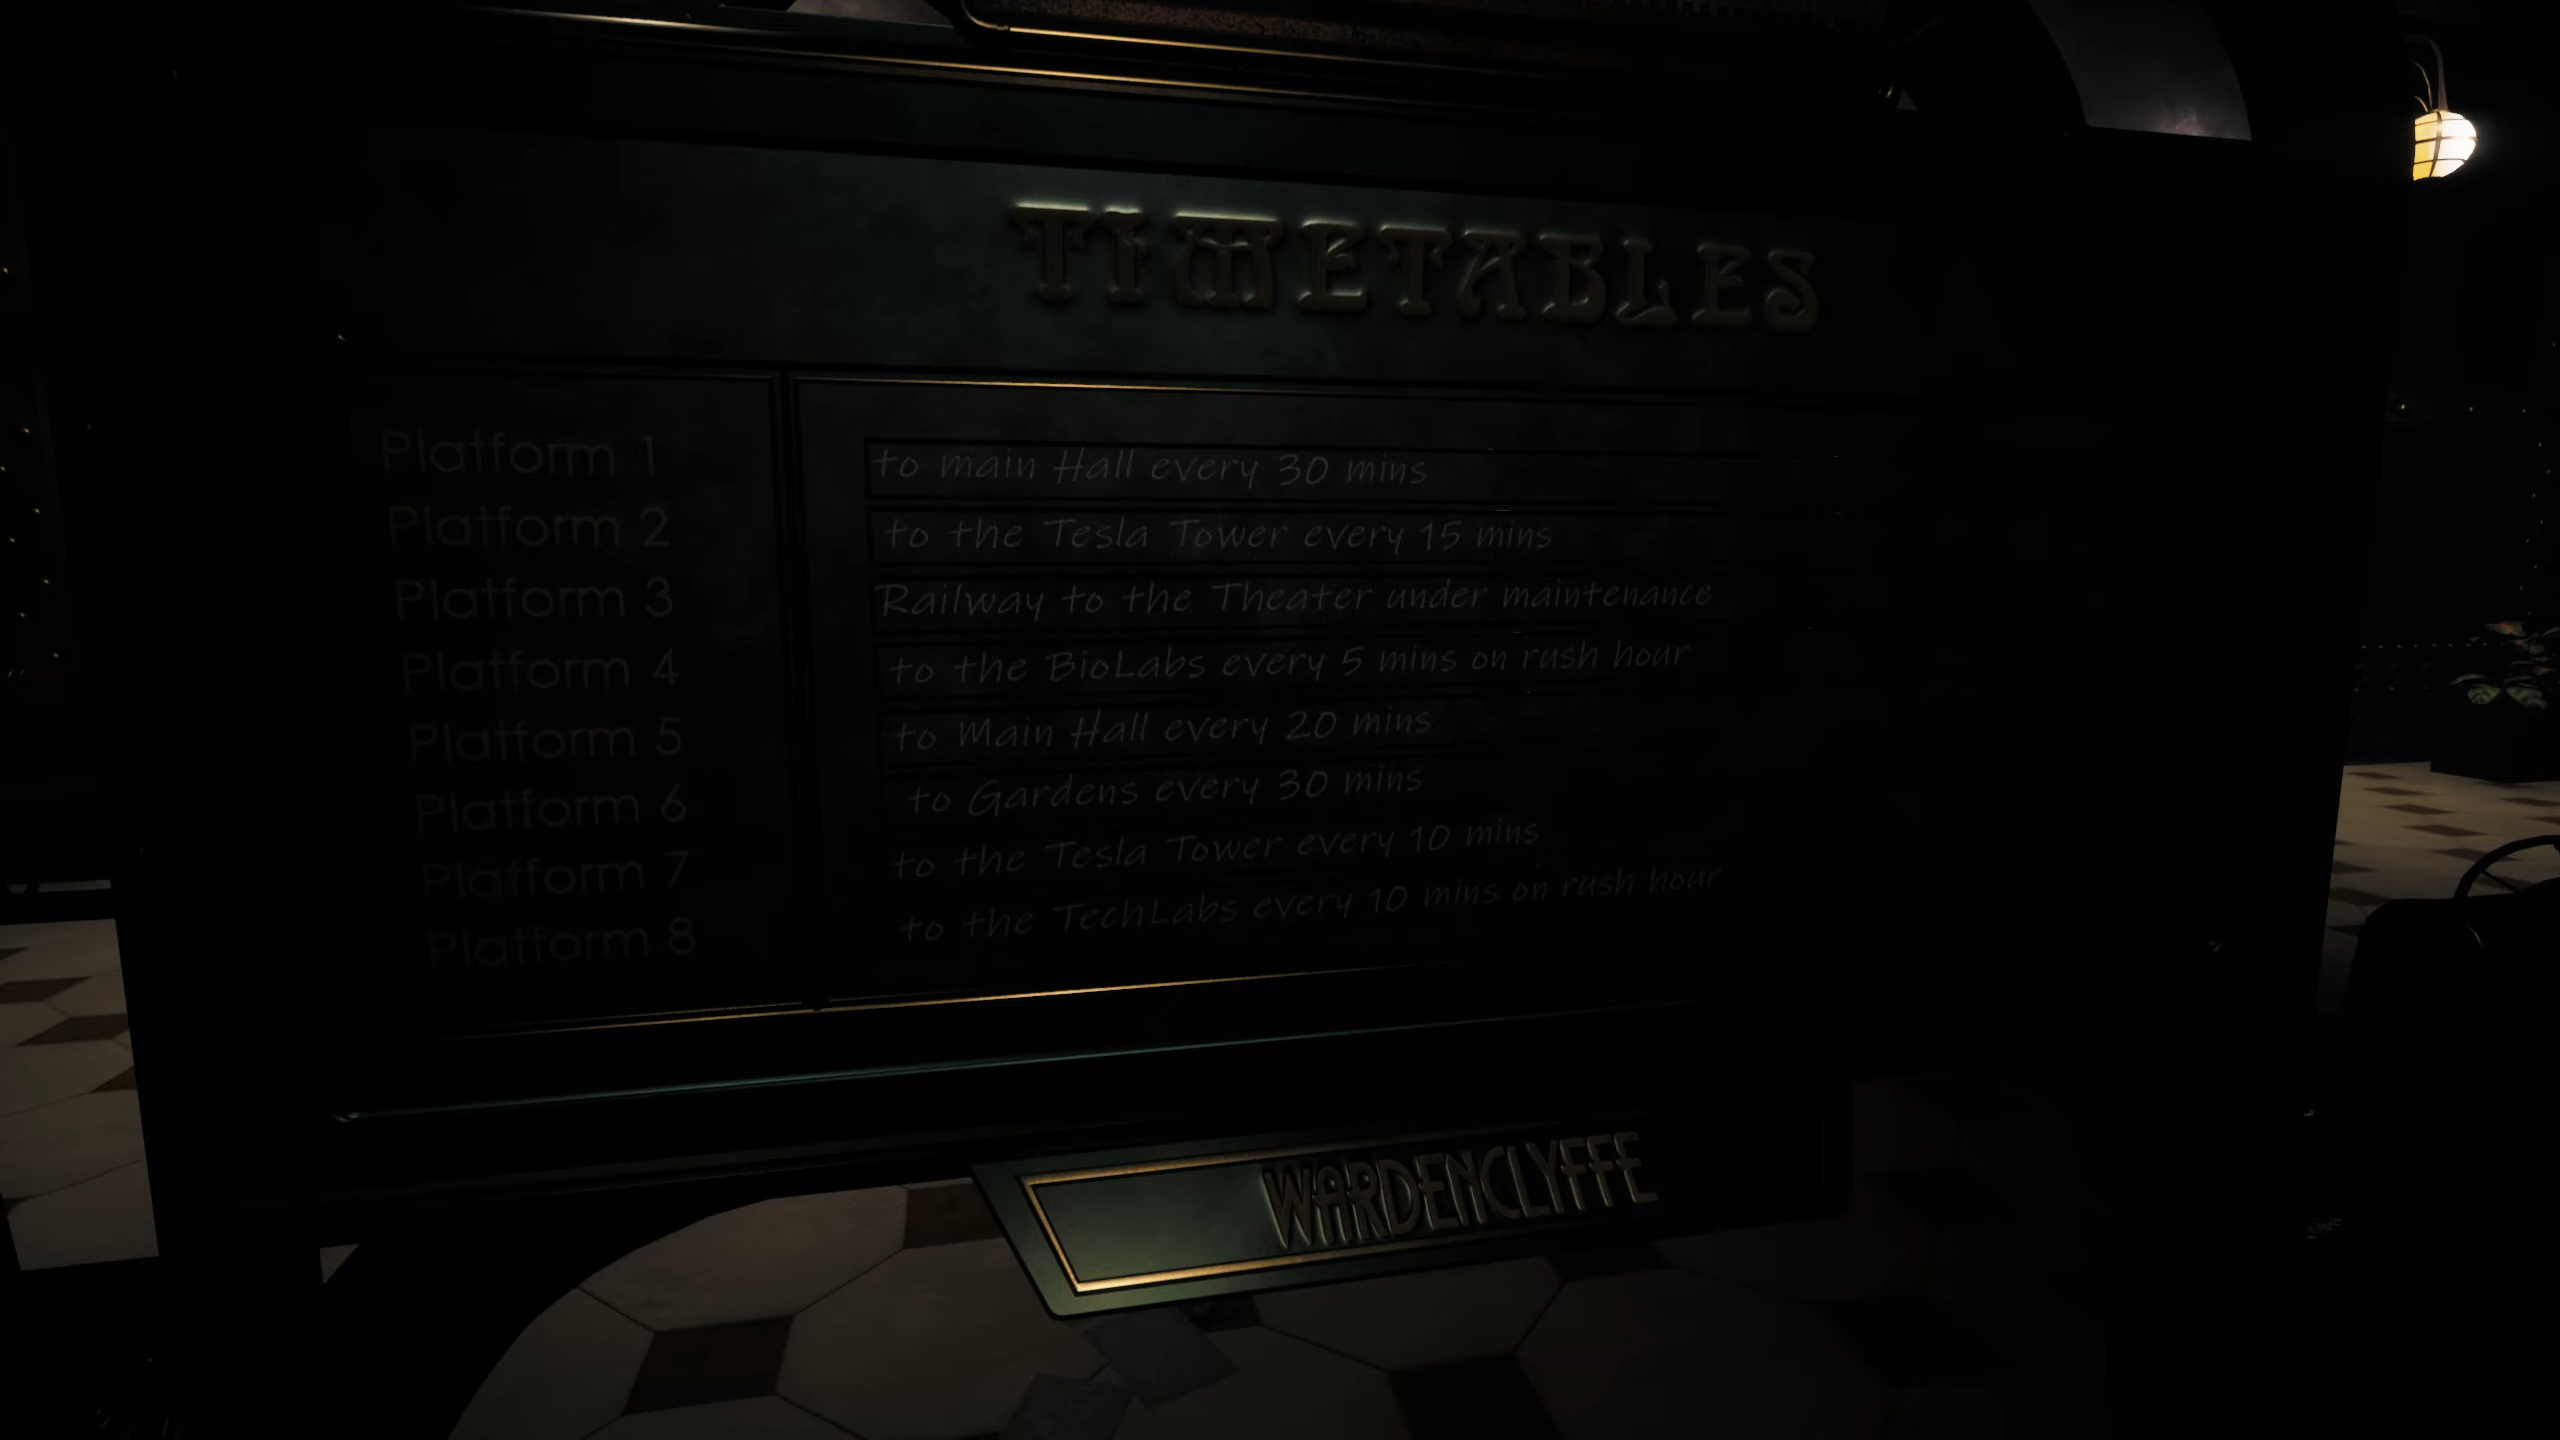 TIMETABLES
Platform 1 to main Hall every 30 mins
Platform 2 to the Tesla Tower every 15 mins
Platform 3 Railway to the Theater under maintenance
Platform 4 to the BioLabs every 5 mins on rush hour
Platform 5 to Main Hall every 20 mins
Platform 6 to Gardens every 30 mins
Platform 7 to the Tesla Tower every 10 mins
Platform 8 to the TechLabs every 10 mins on rush hour
WARDENCLYFFE